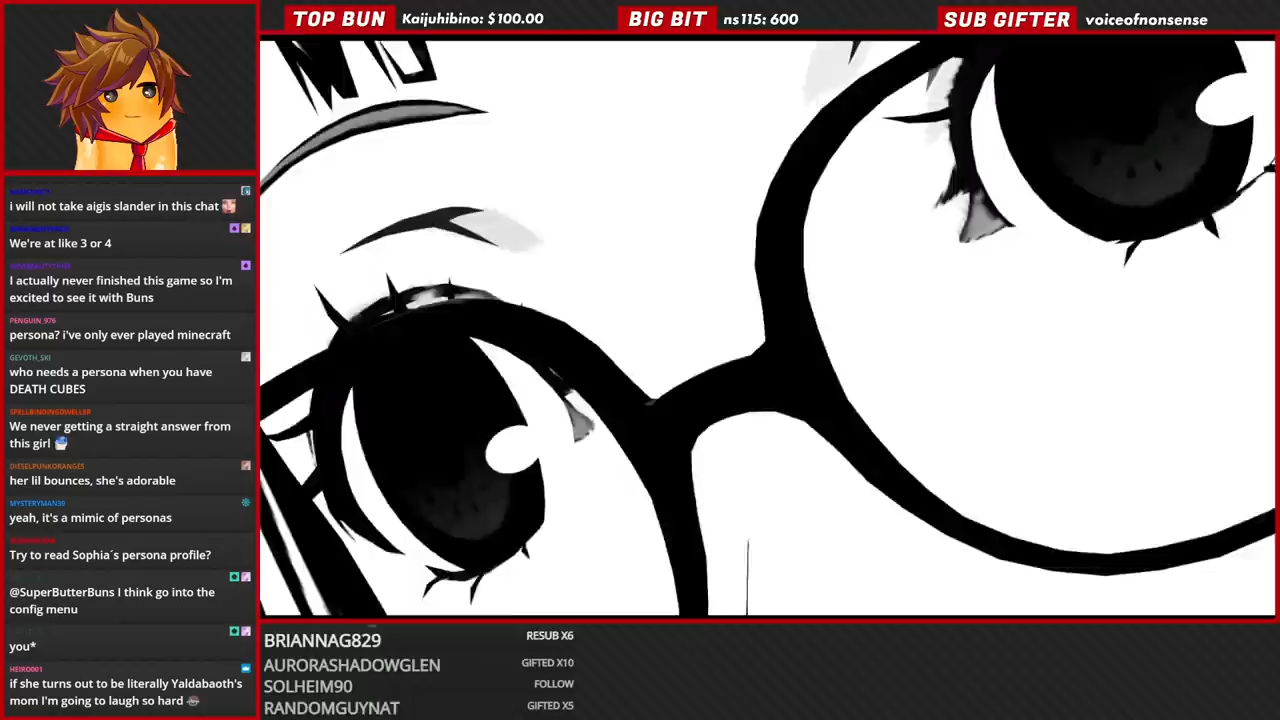 TOP BUN
Kaijuhibino: $100.00
BIG BIT
ns115: 600
SUB GIFTER
voiceofnonsense
i will not take aigis slander in this chat
We're at like 3 or 4
I actually never finished this game so I'm
excited to see it with Buns
PENGUIN_976
persona? i've only ever played minecraft
GEVOTH_SKI
who needs a persona when you have
DEATH CUBES
SPELLBINDINGDWELLER
We never getting a straight answer from
this girl
DIESELPUNKORANGES
her lil bounces, she's adorable
MYSTERYMAN39
yeah, it's a mimic of personas
Try to read Sophia´s persona profile?
@SuperButterBuns I think go into the
config menu
you*
HEIRO001
if she turns out to be literally Yaldabaoth's
mom I'm going to laugh so hard
BRIANNAG829
RESUB X6
AURORASHADOWGLEN
GIFTED X10
SOLHEIM90
FOLLOW
RANDOMGUYNAT
GIFTED X5